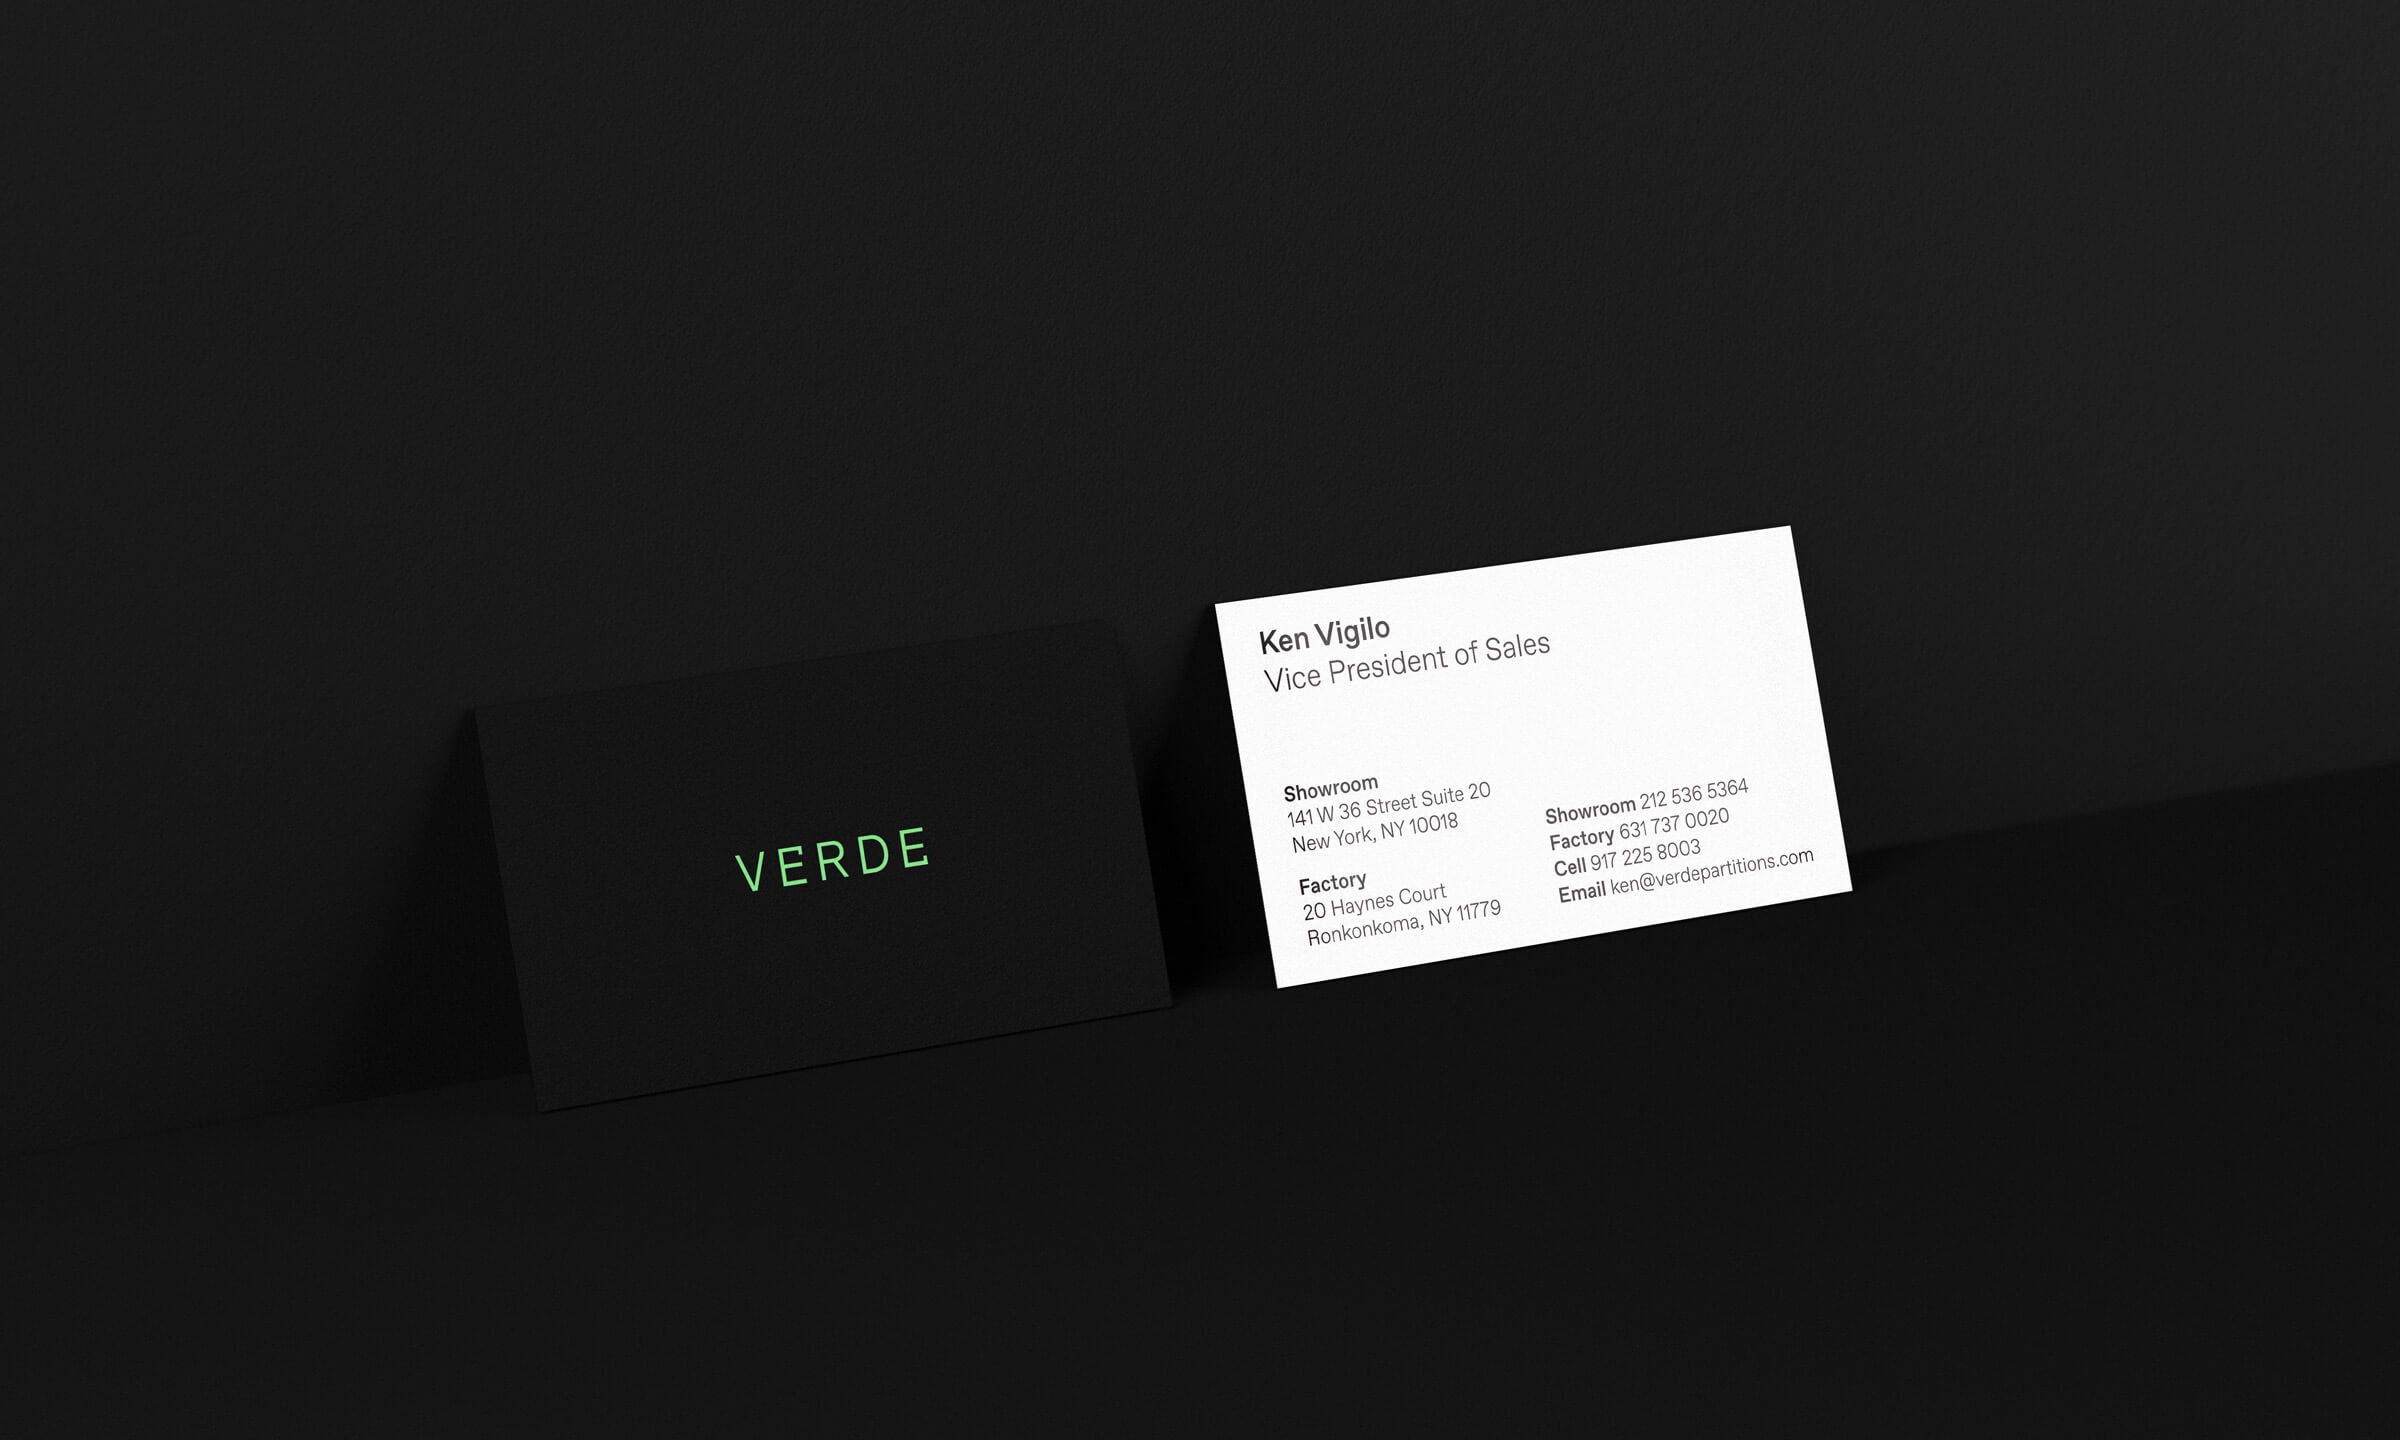 VERDE
Ken Vigilo
Vice President of Sales
Showroom
141 W 36 Street Suite 20
New York, NY 10018
Factory
20 Haynes Court
Ronkonkoma, NY 11779
Showroom 212 536 5364
Factory 631 737 0020
Cell 917 225 8003
Email ken@verdepartitions.com